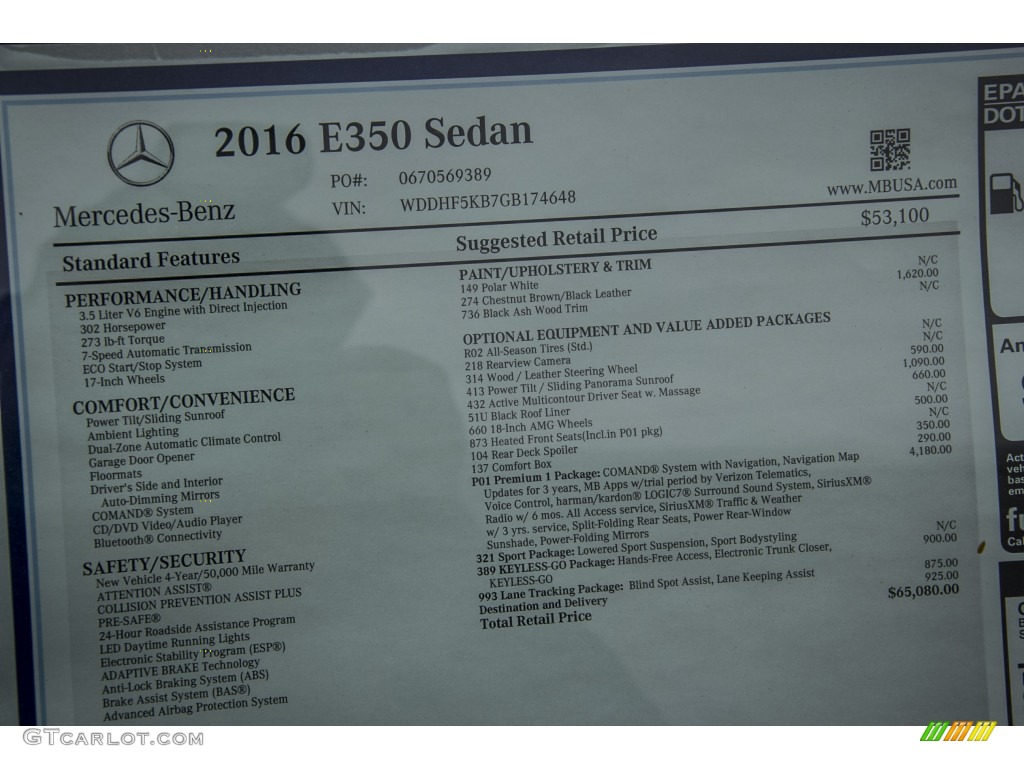 2016 E350 Sedan
PO#: 0670569389
VIN: WDDHF5KB7GB174648
Mercedes-Benz
www.MBUSA.com
Standard Features
Suggested Retail Price $53,100
PERFORMANCE/HANDLING
3.5 Liter V6 Engine with Direct Injection
302 Horsepower
273 lb-ft Torque
7-Speed Automatic Transmission
ECO Start/Stop System
17-Inch Wheels
COMFORT/CONVENIENCE
Power Tilt/Sliding Sunroof
Ambient Lighting
Dual-Zone Automatic Climate Control
Garage Door Opener
Floormats
Driver's Side and Interior
Auto-Dimming Mirrors
COMAND® System
CD/DVD Video/Audio Player
Bluetooth® Connectivity
SAFETY/SECURITY
New Vehicle 4-Year/50,000 Mile Warranty
ATTENTION ASSIST®
COLLISION PREVENTION ASSIST PLUS
PRE-SAFE®
24-Hour Roadside Assistance Program
LED Daytime Running Lights
Electronic Stability Program (ESP®)
ADAPTIVE BRAKE Technology
Anti-Lock Braking System (ABS)
Brake Assist System (BAS®)
Advanced Airbag Protection System
PAINT/UPHOLSTERY & TRIM
149 Polar White N/C
274 Chestnut Brown/Black Leather 1,620.00
736 Black Ash Wood Trim N/C
OPTIONAL EQUIPMENT AND VALUE ADDED PACKAGES
R02 All-Season Tires (Std.) N/C
218 Rearview Camera N/C
314 Wood / Leather Steering Wheel 590.00
413 Power Tilt / Sliding Panorama Sunroof 1,090.00
432 Active Multicontour Driver Seat w. Massage 660.00
51U Black Roof Liner N/C
660 18-Inch AMG Wheels 500.00
873 Heated Front Seats(Incl.in P01 pkg) N/C
104 Rear Deck Spoiler 350.00
137 Comfort Box 290.00
P01 Premium 1 Package: COMAND® System with Navigation, Navigation Map 4,180.00
Updates for 3 years, MB Apps w/trial period by Verizon Telematics,
Voice Control, harman/kardon® LOGIC7® Surround Sound System, SiriusXM®
Radio w/ 6 mos. All Access service, SiriusXM® Traffic & Weather
w/ 3 yrs. service, Split-Folding Rear Seats, Power Rear-Window
Sunshade, Power-Folding Mirrors
321 Sport Package: Lowered Sport Suspension, Sport Bodystyling N/C
389 KEYLESS-GO Package: Hands-Free Access, Electronic Trunk Closer, 900.00
KEYLESS-GO
993 Lane Tracking Package: Blind Spot Assist, Lane Keeping Assist 875.00
Destination and Delivery 925.00
Total Retail Price $65,080.00
EPA
DOT
Act
veh
bas
em
GTCARLOT.COM